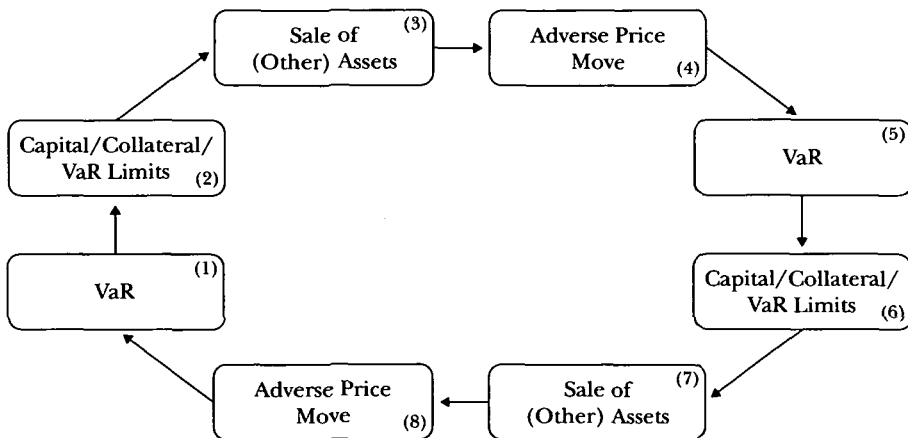 Sale of
(Other) Assets
(3)
Adverse Price
Move
(4)
VaR
(5)
Capital/Collateral/
VaR Limits
(6)
Sale of
(Other) Assets
(7)
Adverse Price
Move
(8)
VaR
(1)
Capital/Collateral/
VaR Limits
(2)